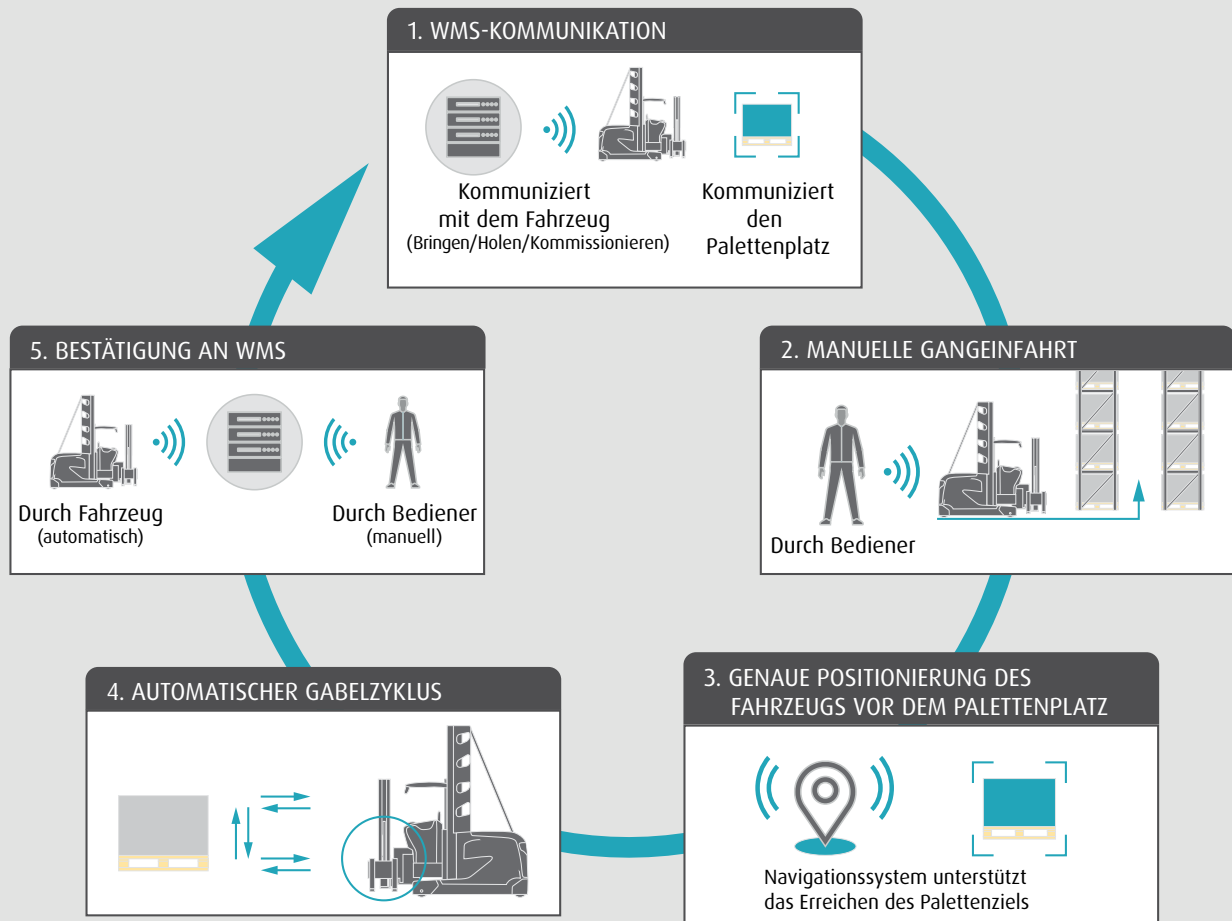 1. WMS-KOMMUNIKATION
Kommuniziert
mit dem Fahrzeug
(Bringen/Holen/Kommissionieren)
Kommuniziert
den
Palettenplatz
2. MANUELLE GANGEINFAHRT
Durch Bediener
3. GENAUE POSITIONIERUNG DES
FAHRZEUGS VOR DEM PALETTENPLATZ
Navigationssystem unterstützt
das Erreichen des Palettenziels
4. AUTOMATISCHER GABELZYKLUS
5. BESTÄTIGUNG AN WMS
Durch Fahrzeug
(automatisch)
Durch Bediener
(manuell)